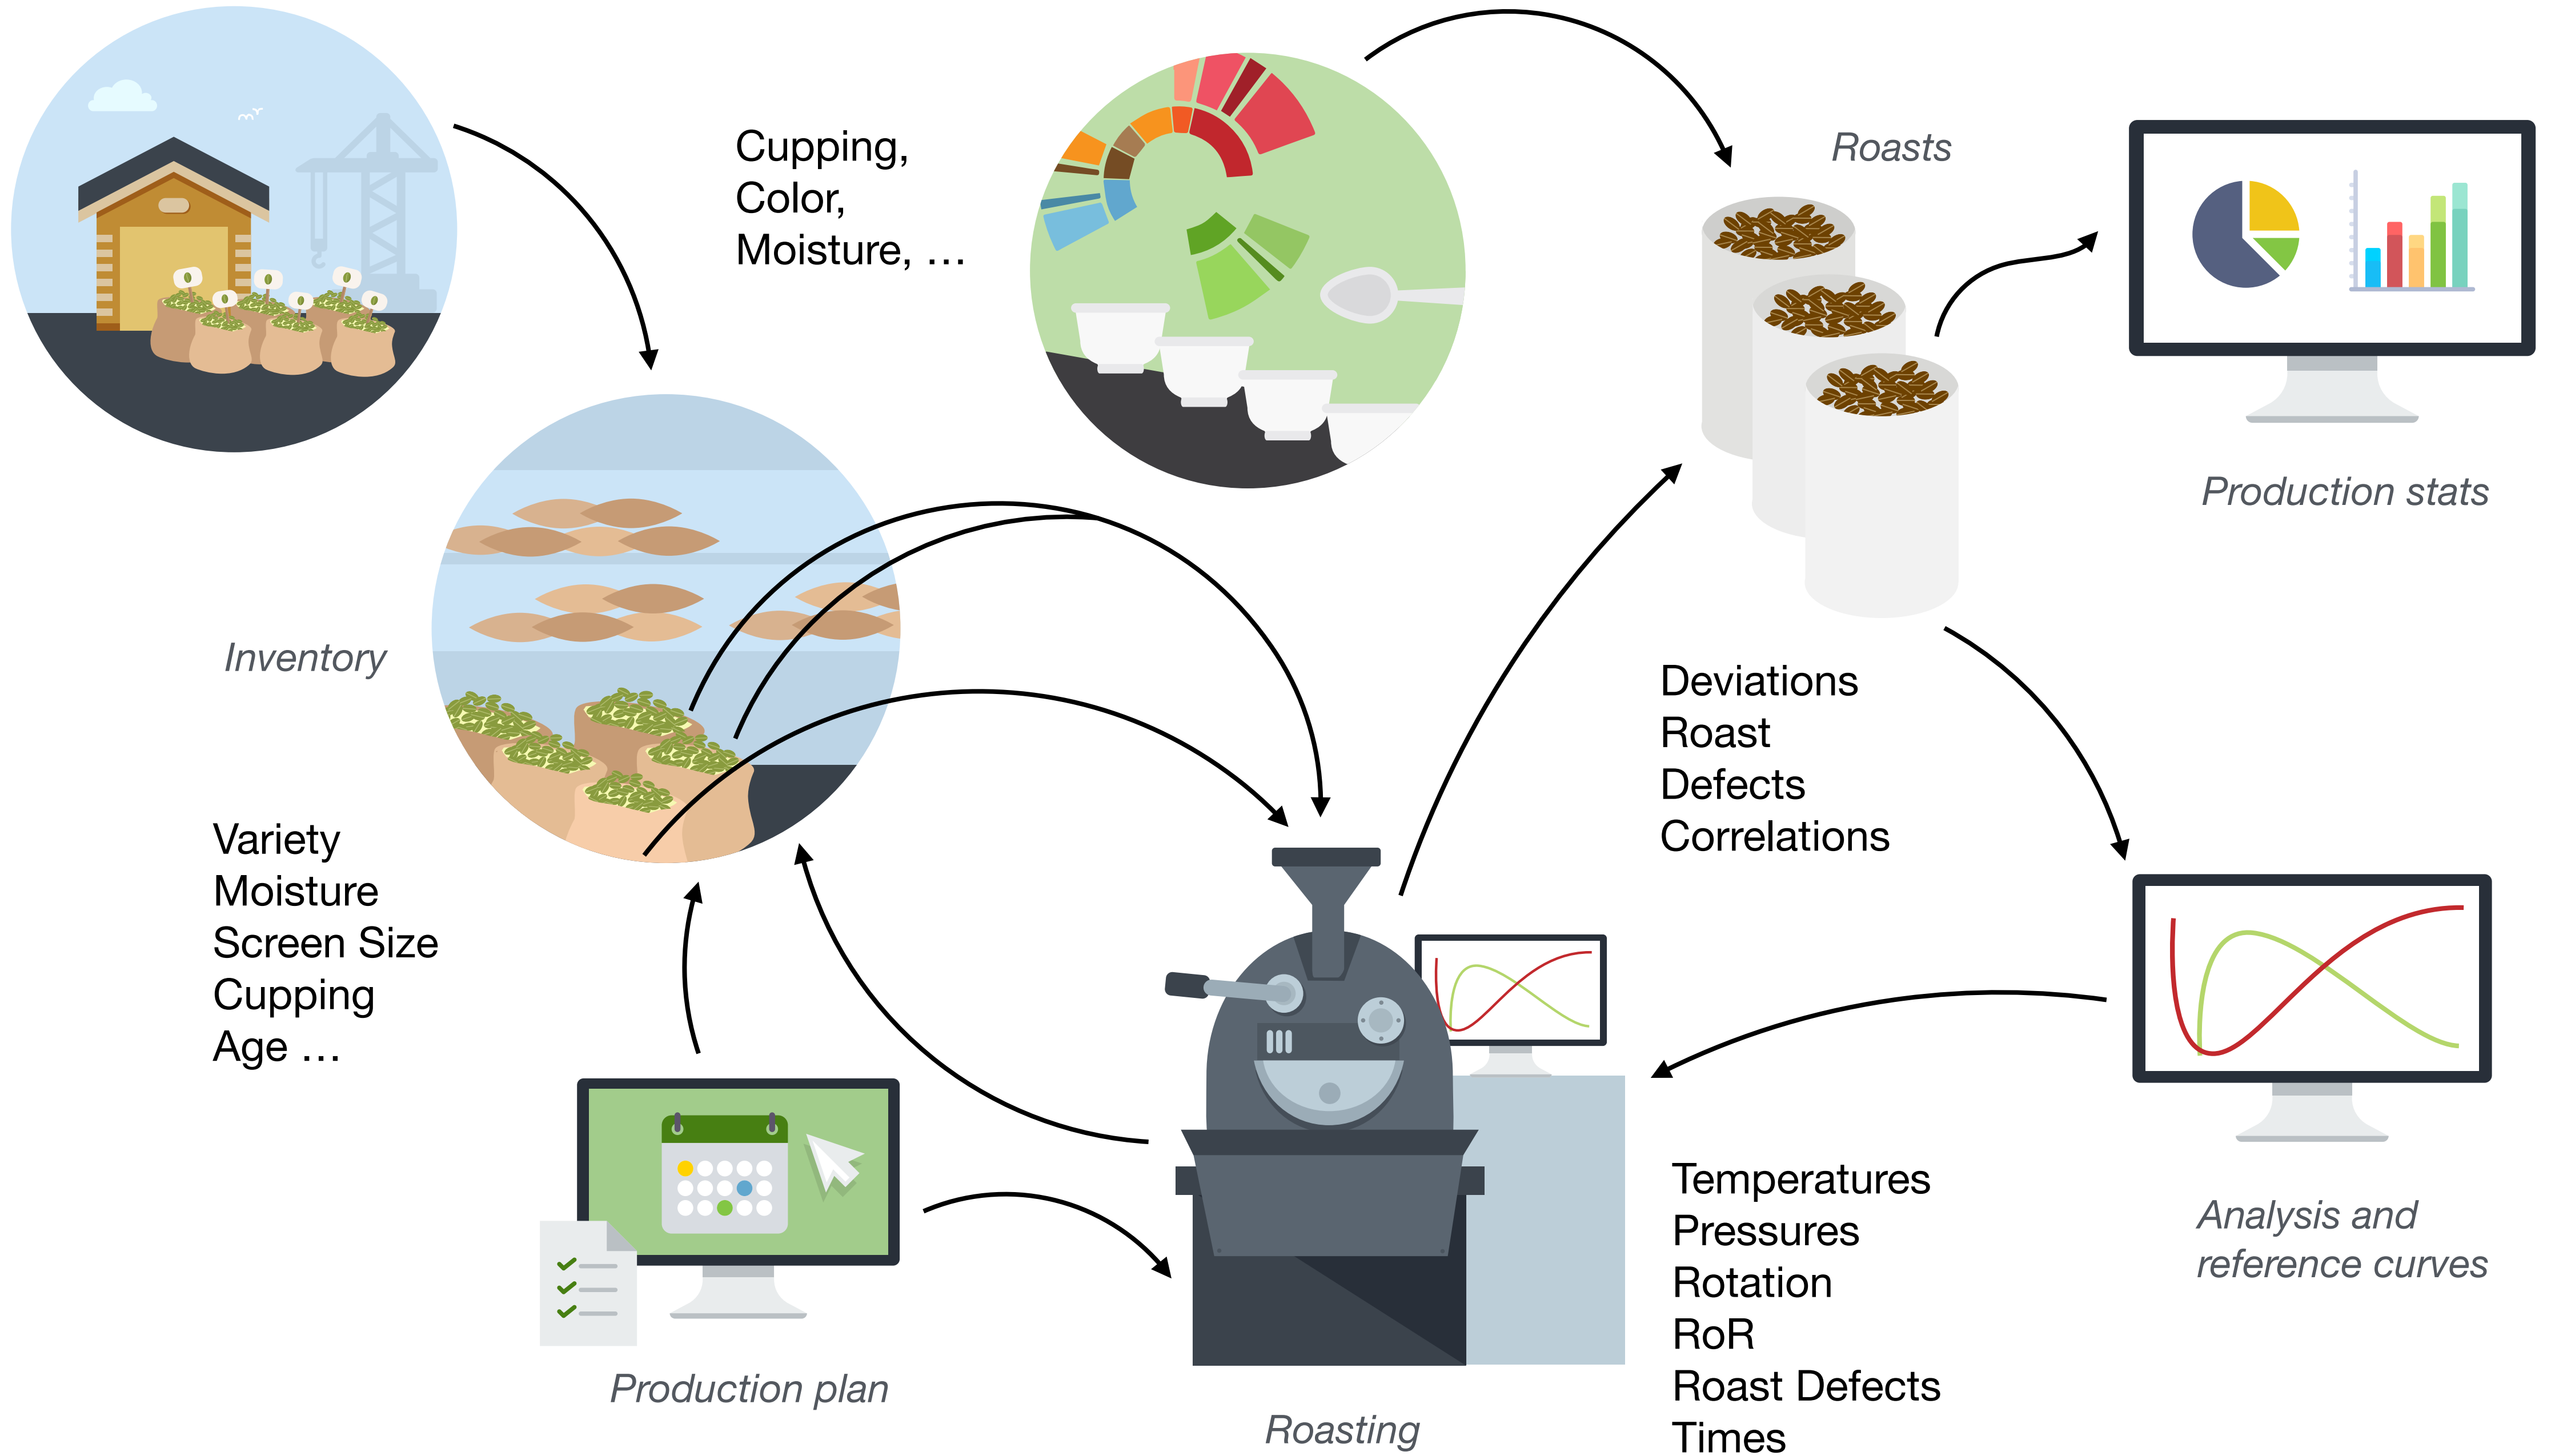 Cupping,
Color,
Moisture, …
Roasts
Production stats
Inventory
Variety
Moisture
Screen Size
Cupping
Age …
Deviations
Roast
Defects
Correlations
Production plan
Roasting
Temperatures
Pressures
Rotation
RoR
Roast Defects
Times
Analysis and
reference curves